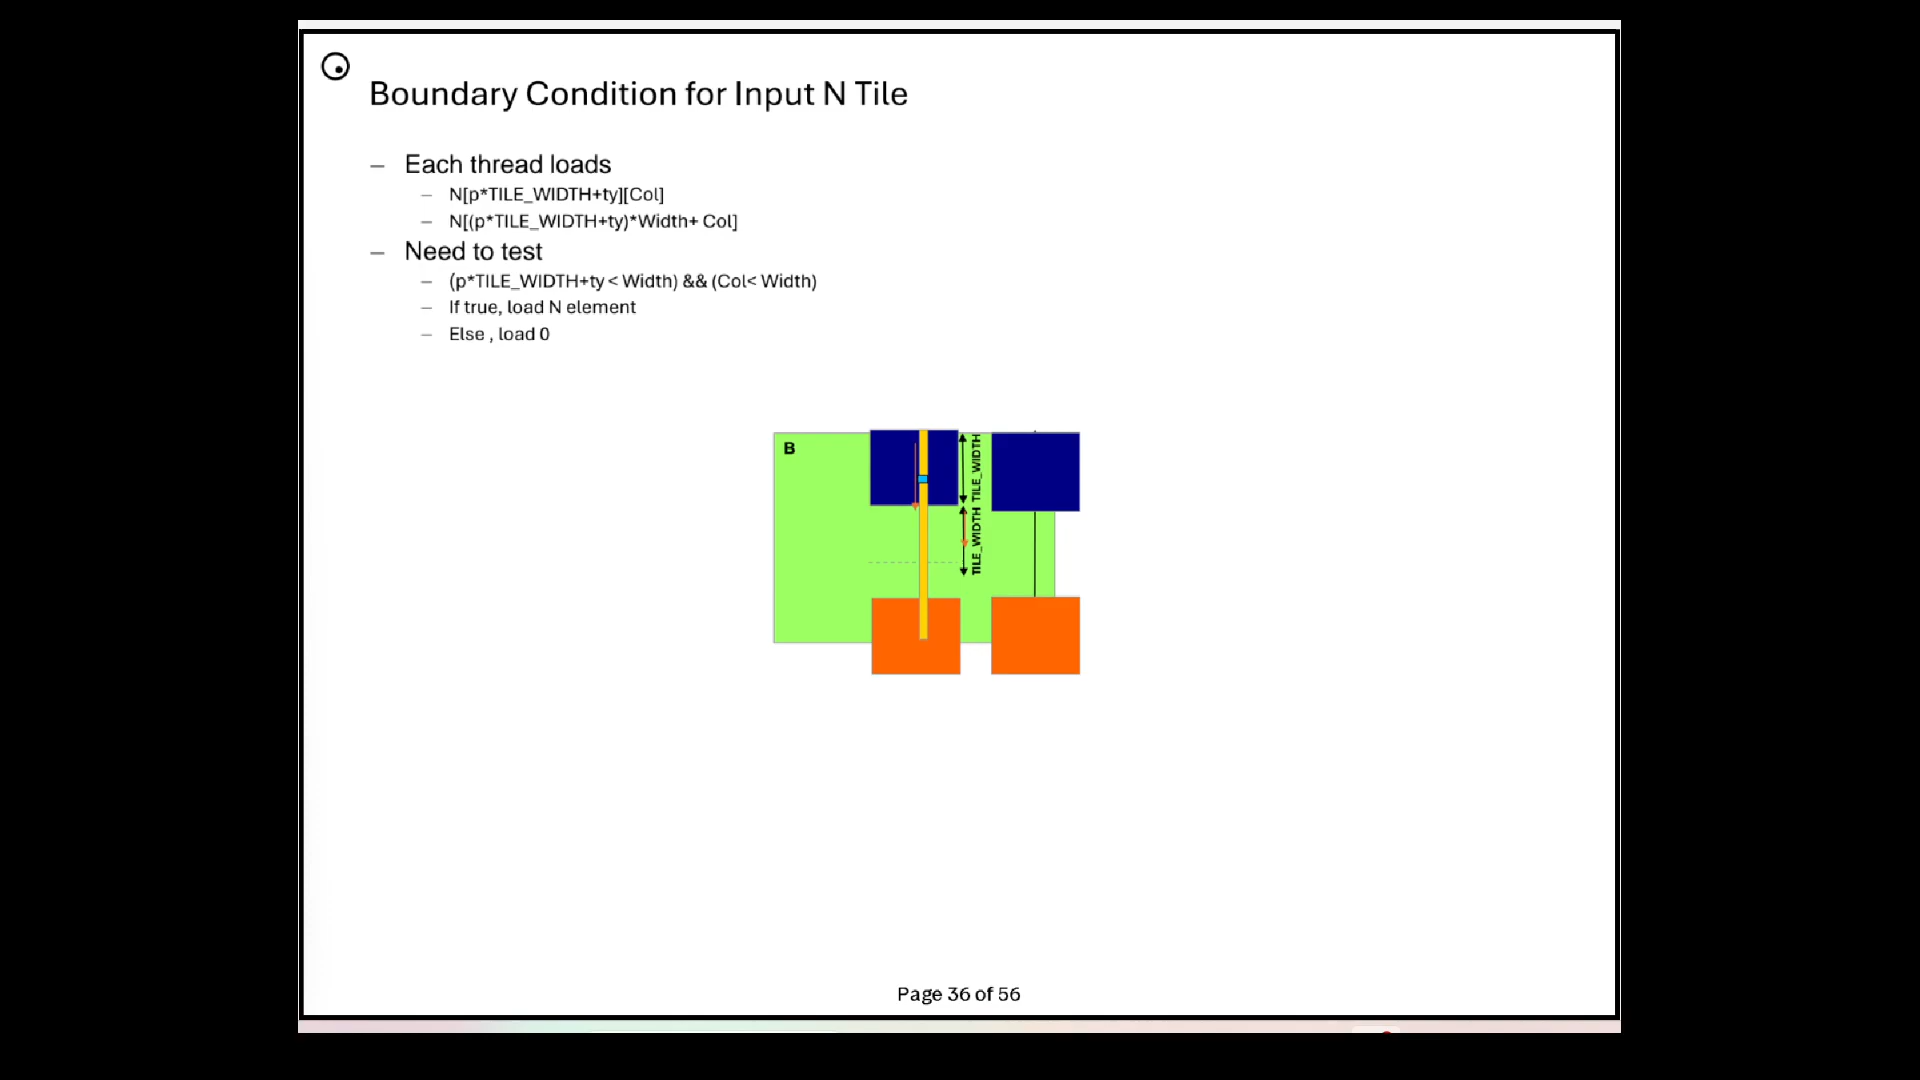 Boundary Condition for Input N Tile
– Each thread loads
– N[p*TILE_WIDTH+ty][Col]
– N[(p*TILE_WIDTH+ty)*Width+ Col]
– Need to test
– (p*TILE_WIDTH+ty < Width) && (Col< Width)
– If true, load N element
– Else , load 0
B
TILE_WIDTH
TILE_WIDTH
Page 36 of 56